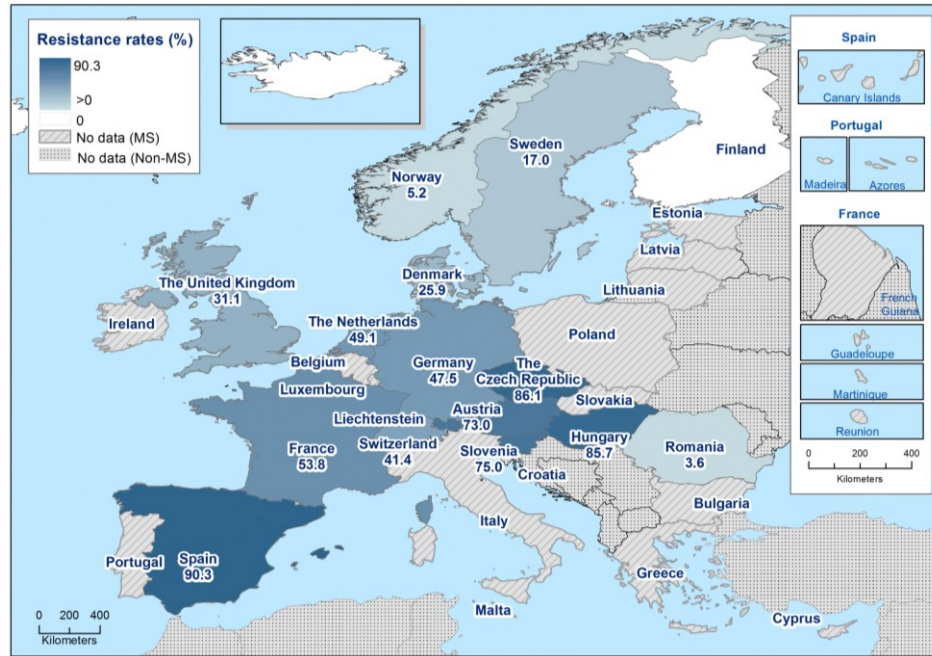 Resistance rates (%)
90.3
>0
0
No data (MS)
No data (Non-MS)
Spain
Canary Islands
Portugal
Madeira
Azores
France
French
Guiana
Guadeloupe
Martinique
Reunion
0 200 400
Kilometers
Finland
Sweden
17.0
Norway
5.2
Estonia
Latvia
Lithuania
Denmark
25.9
The United Kingdom
31.1
Ireland
The Netherlands
49.1
Poland
Belgium
Germany
47.5
The
Czech Republic
86.1
Luxembourg
Slovakia
Liechtenstein
Austria
73.0
Switzerland
41.4
France
53.8
Slovenia
75.0
Hungary
85.7
Romania
3.6
Croatia
Bulgaria
Italy
Portugal
Spain
90.3
Greece
Malta
Cyprus
0 200 400
Kilometers